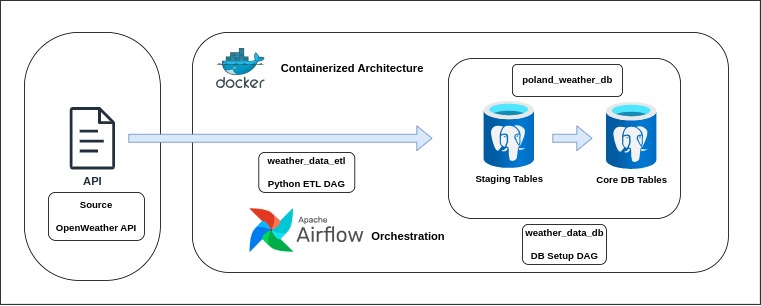 API
Source
OpenWeather API
docker
Containerized Architecture
weather_data_etl
Python ETL DAG
Apache
Airflow
Orchestration
poland_weather_db
Staging Tables
Core DB Tables
weather_data_db
DB Setup DAG